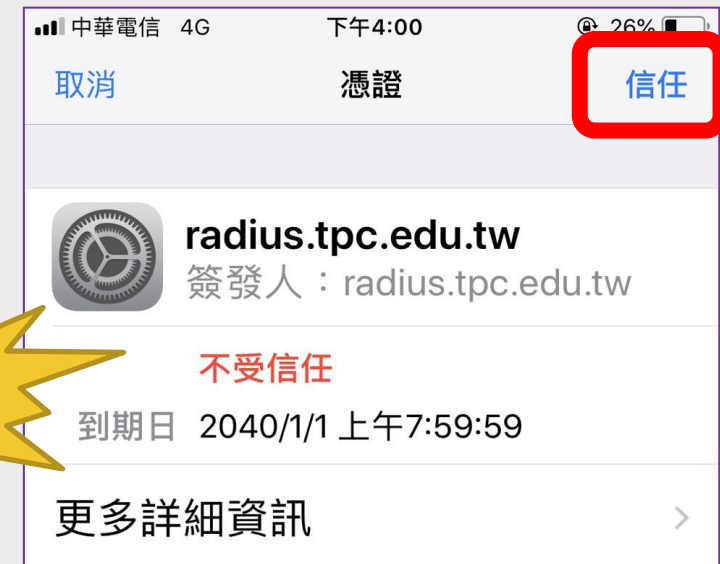 中華電信 4G 下午4:00 26%
取消 憑證 信任
radius.tpc.edu.tw
簽發人：radius.tpc.edu.tw
不受信任
到期日 2040/1/1 上午7:59:59
更多詳細資訊